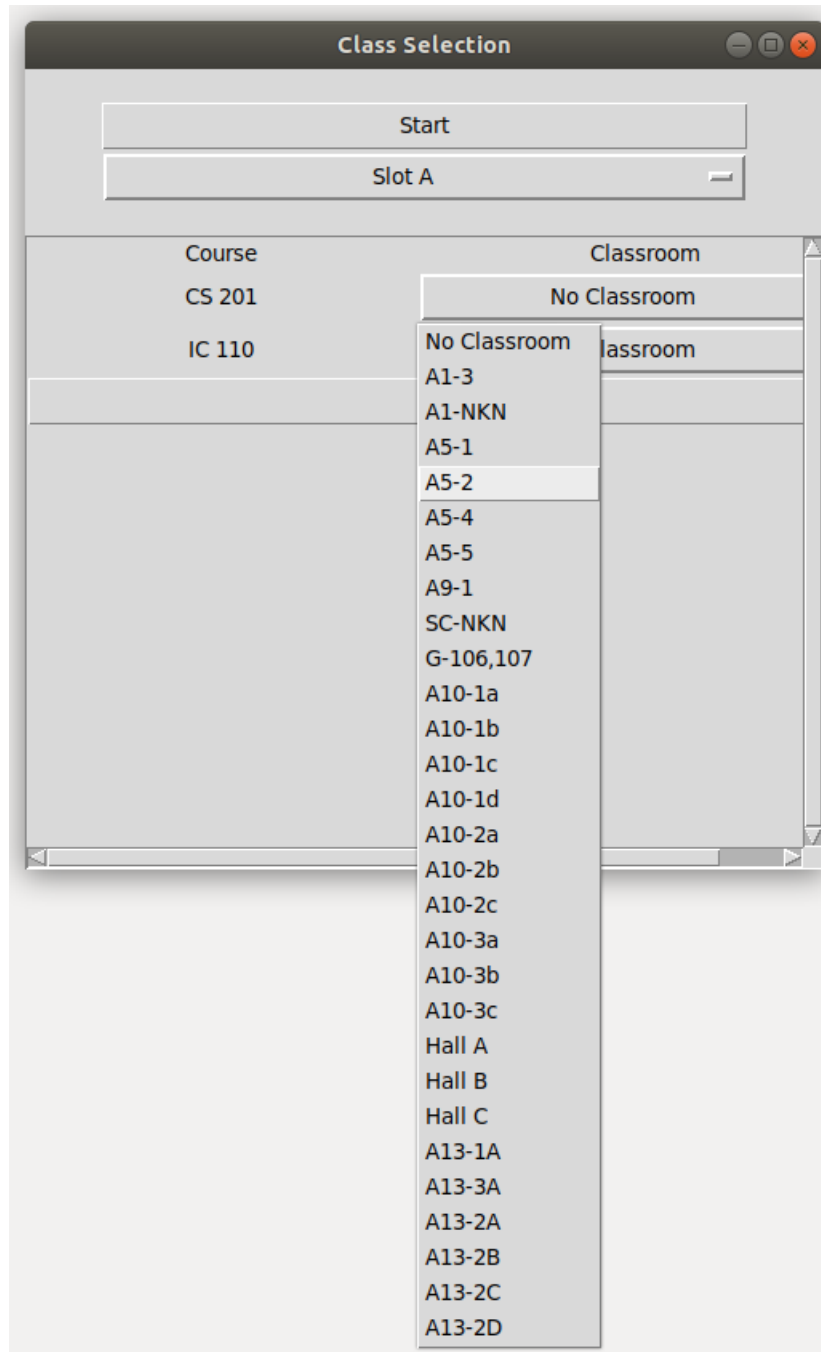 Class Selection
Start
Slot A
Course Classroom
CS 201 No Classroom
IC 110 lassroom
No Classroom
A1-3
A1-NKN
A5-1
A5-2
A5-4
A5-5
A9-1
SC-NKN
G-106,107
A10-1a
A10-1b
A10-1c
A10-1d
A10-2a
A10-2b
A10-2c
A10-3a
A10-3b
A10-3c
Hall A
Hall B
Hall C
A13-1A
A13-3A
A13-2A
A13-2B
A13-2C
A13-2D